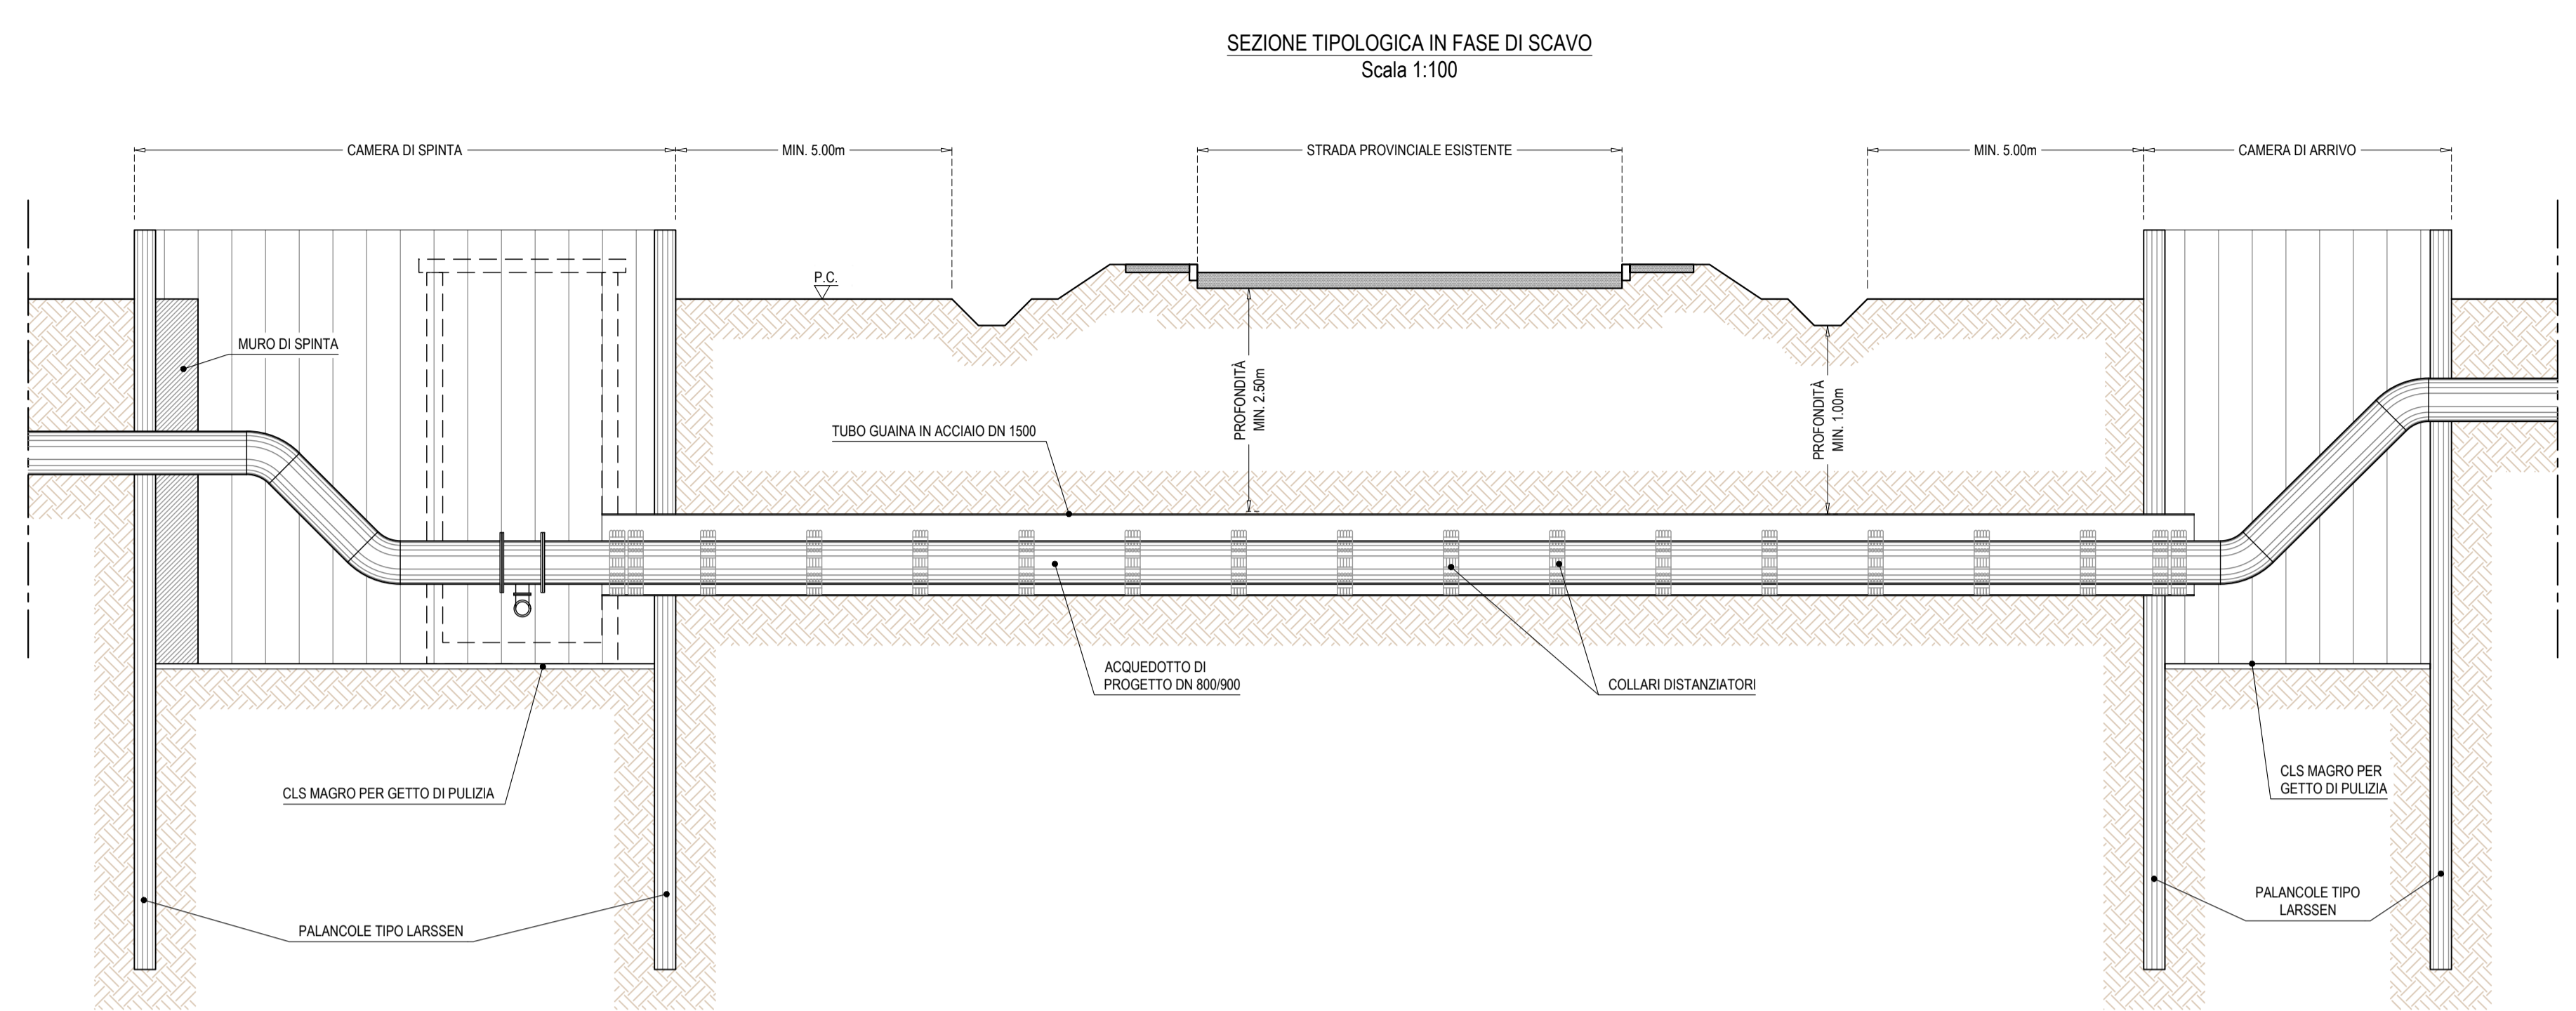 SEZIONE TIPOLOGICA IN FASE DI SCAVO
Scala 1:100
CAMERA DI SPINTA
MIN. 5.00m
STRADA PROVINCIALE ESISTENTE
MIN. 5.00m
CAMERA DI ARRIVO
P.C.
MURO DI SPINTA
PROFONDITÀ
MIN. 2.50m
PROFONDITÀ
MIN. 1.00m
TUBO GUAINA IN ACCIAIO DN 1500
ACQUEDOTTO DI
PROGETTO DN 800/900
COLLARI DISTANZIATORI
CLS MAGRO PER GETTO DI PULIZIA
CLS MAGRO PER
GETTO DI PULIZIA
PALANCOLE TIPO LARSSEN
PALANCOLE TIPO
LARSSEN